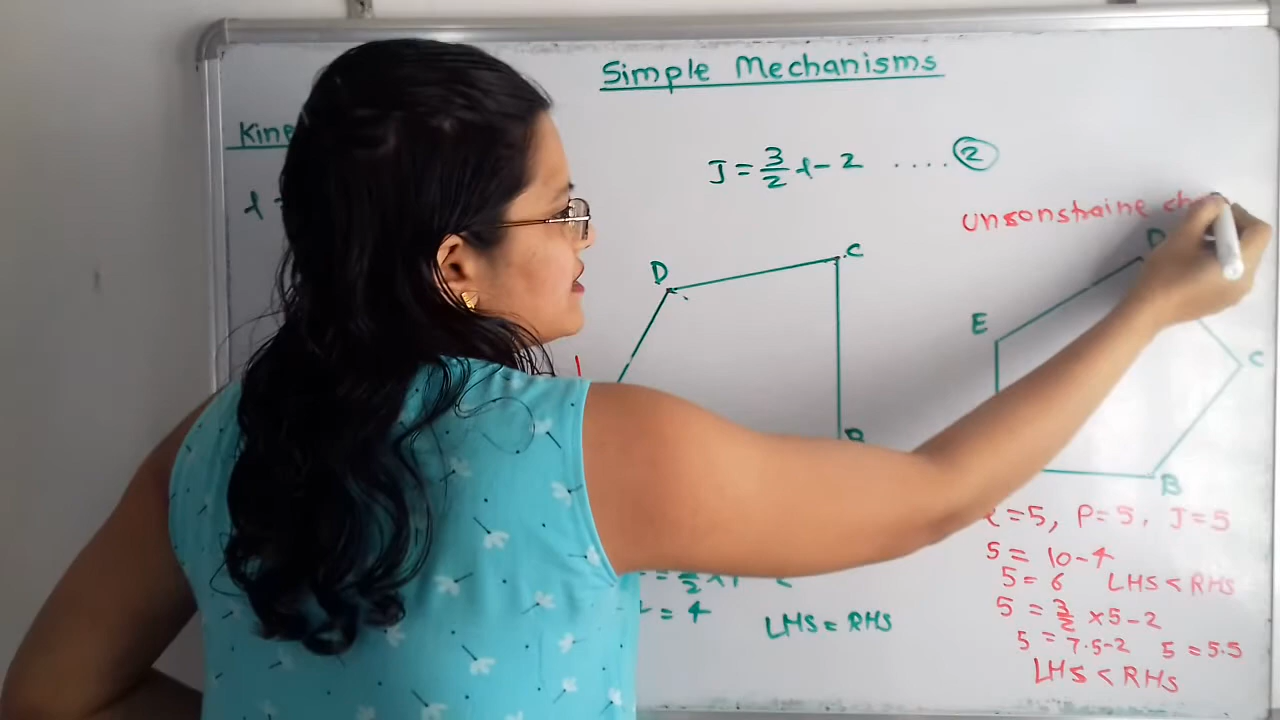 Simple Mechanisms
Kine
J = 3/2 l - 2 .... 2
l =
unsonstraine ch
D C
B
D
E
C
B
l = 5, P = 5, J = 5
5 = 10 - 4
5 = 6 LHS < RHS
5 = 3/2 x 5 - 2
5 = 7.5 - 2 5 = 5.5
LHS < RHS
= 4 LHS = RHS